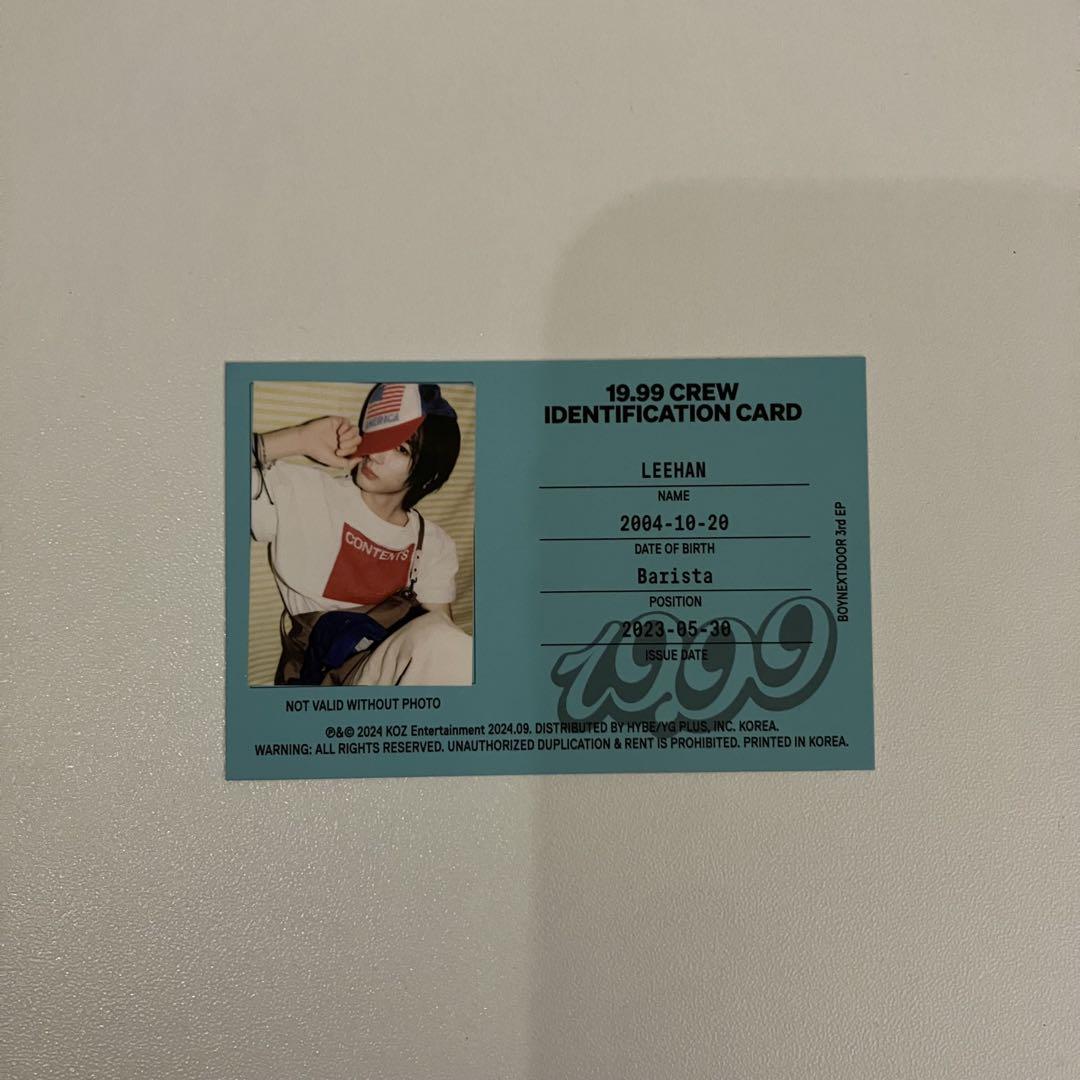 19.99 CREW
IDENTIFICATION CARD
LEEHAN
NAME
2004-10-20
DATE OF BIRTH
Barista
POSITION
2023-05-30
ISSUE DATE
1999
BOYNEXTDOOR 3rd EP
CONTENTS
NOT VALID WITHOUT PHOTO
℗&© 2024 KOZ Entertainment 2024.09. DISTRIBUTED BY HYBE/YG PLUS, INC. KOREA.
WARNING: ALL RIGHTS RESERVED. UNAUTHORIZED DUPLICATION & RENT IS PROHIBITED. PRINTED IN KOREA.